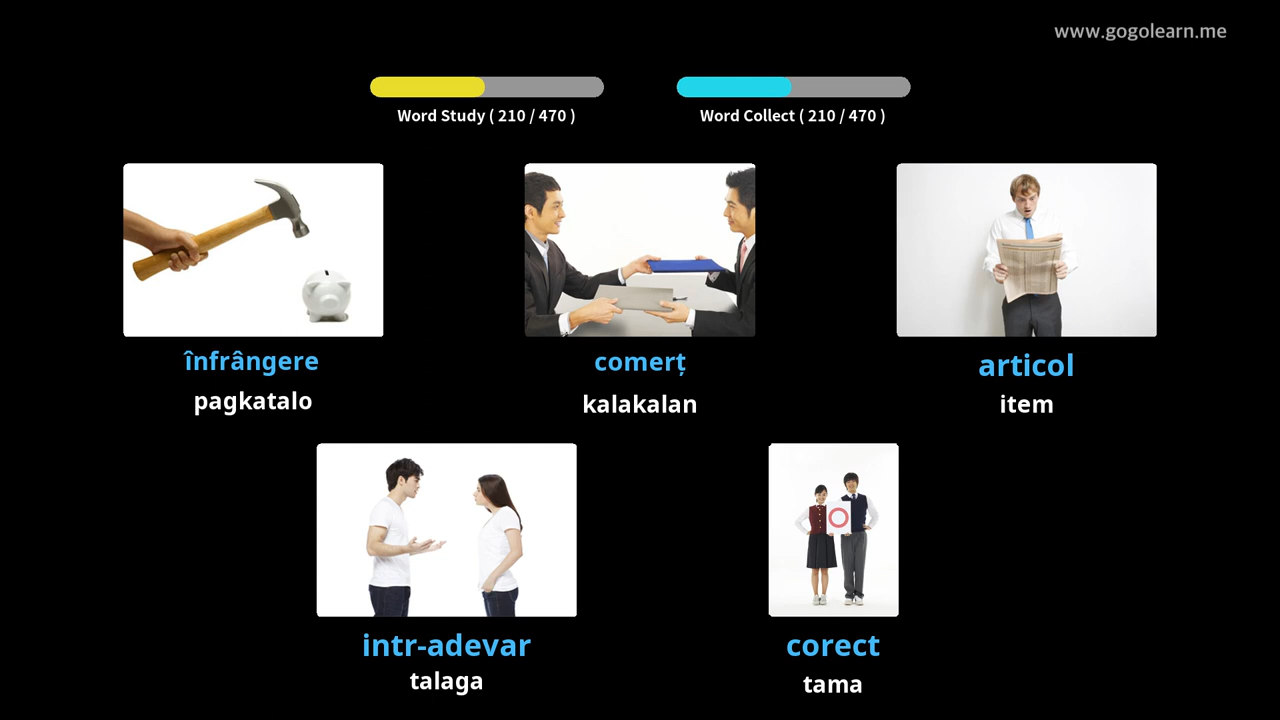 www.gogolearn.me
Word Study ( 210 / 470 )
Word Collect ( 210 / 470 )
înfrângere
pagkatalo
comerț
kalakalan
articol
item
intr-adevar
talaga
corect
tama